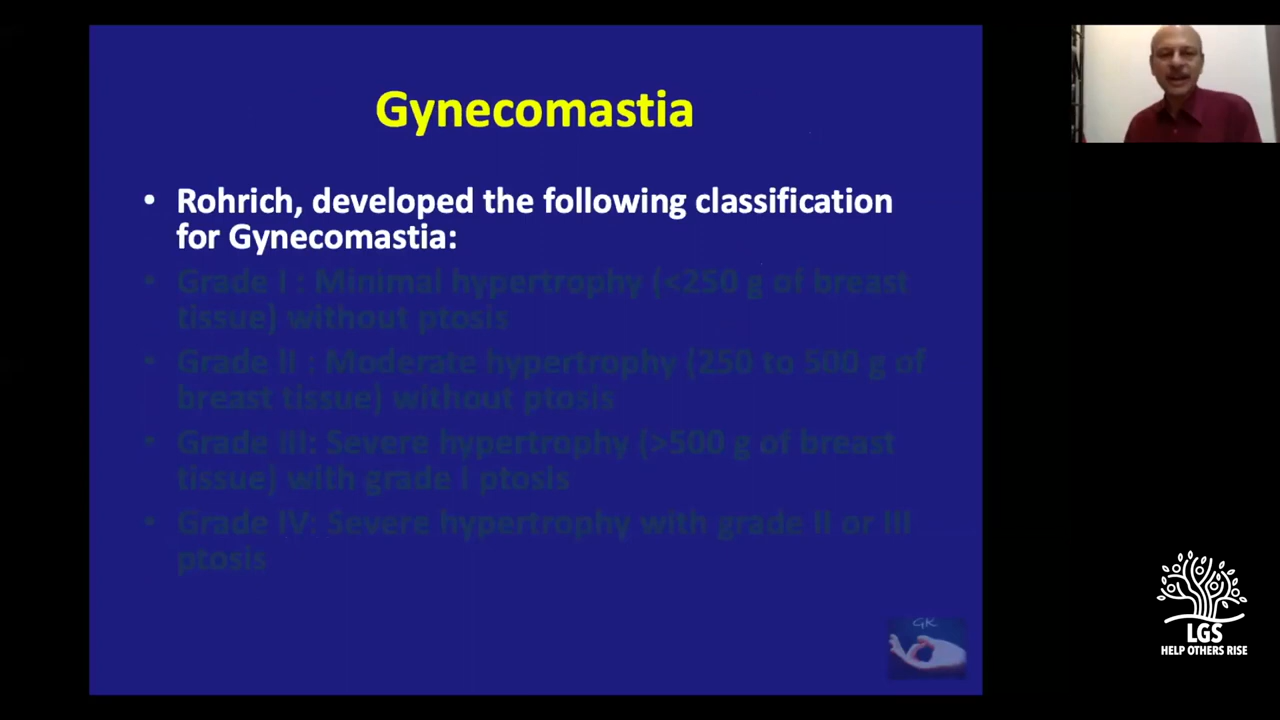 Gynecomastia
• Rohrich, developed the following classification
for Gynecomastia:
• Grade I : Minimal hypertrophy (<250 g of breast
tissue) without ptosis
• Grade II : Moderate hypertrophy (250 to 500 g of
breast tissue) without ptosis
• Grade III: Severe hypertrophy (>500 g of breast
tissue) with grade I ptosis
• Grade IV: Severe hypertrophy with grade II or III
ptosis
GK
LGS
HELP OTHERS RISE